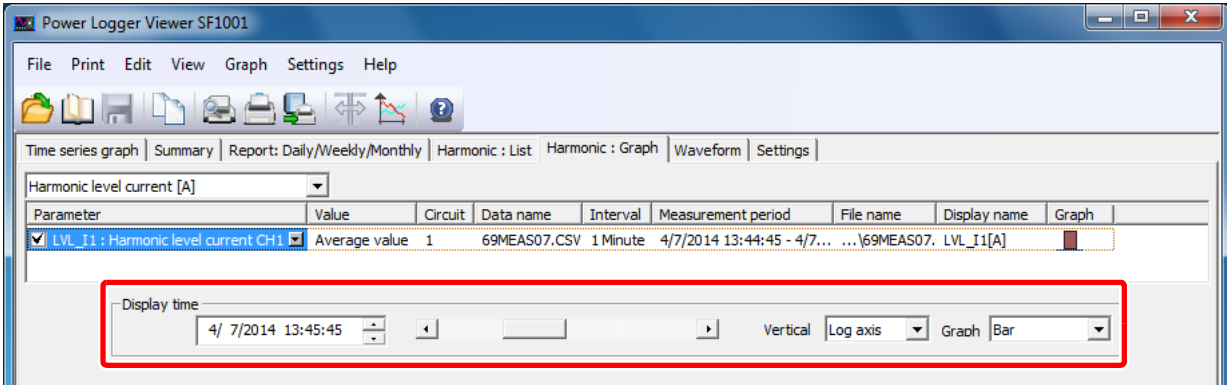 Power Logger Viewer SF1001
File Print Edit View Graph Settings Help
Time series graph Summary Report: Daily/Weekly/Monthly Harmonic : List Harmonic : Graph Waveform Settings
Harmonic level current [A]
Parameter Value Circuit Data name Interval Measurement period File name Display name Graph
LVL_I1 : Harmonic level current CH1 Average value 1 69MEAS07.CSV 1 Minute 4/7/2014 13:44:45 - 4/7... ...\69MEAS07. LVL_I1[A]
Display time
4/ 7/2014 13:45:45 Vertical Log axis Graph Bar